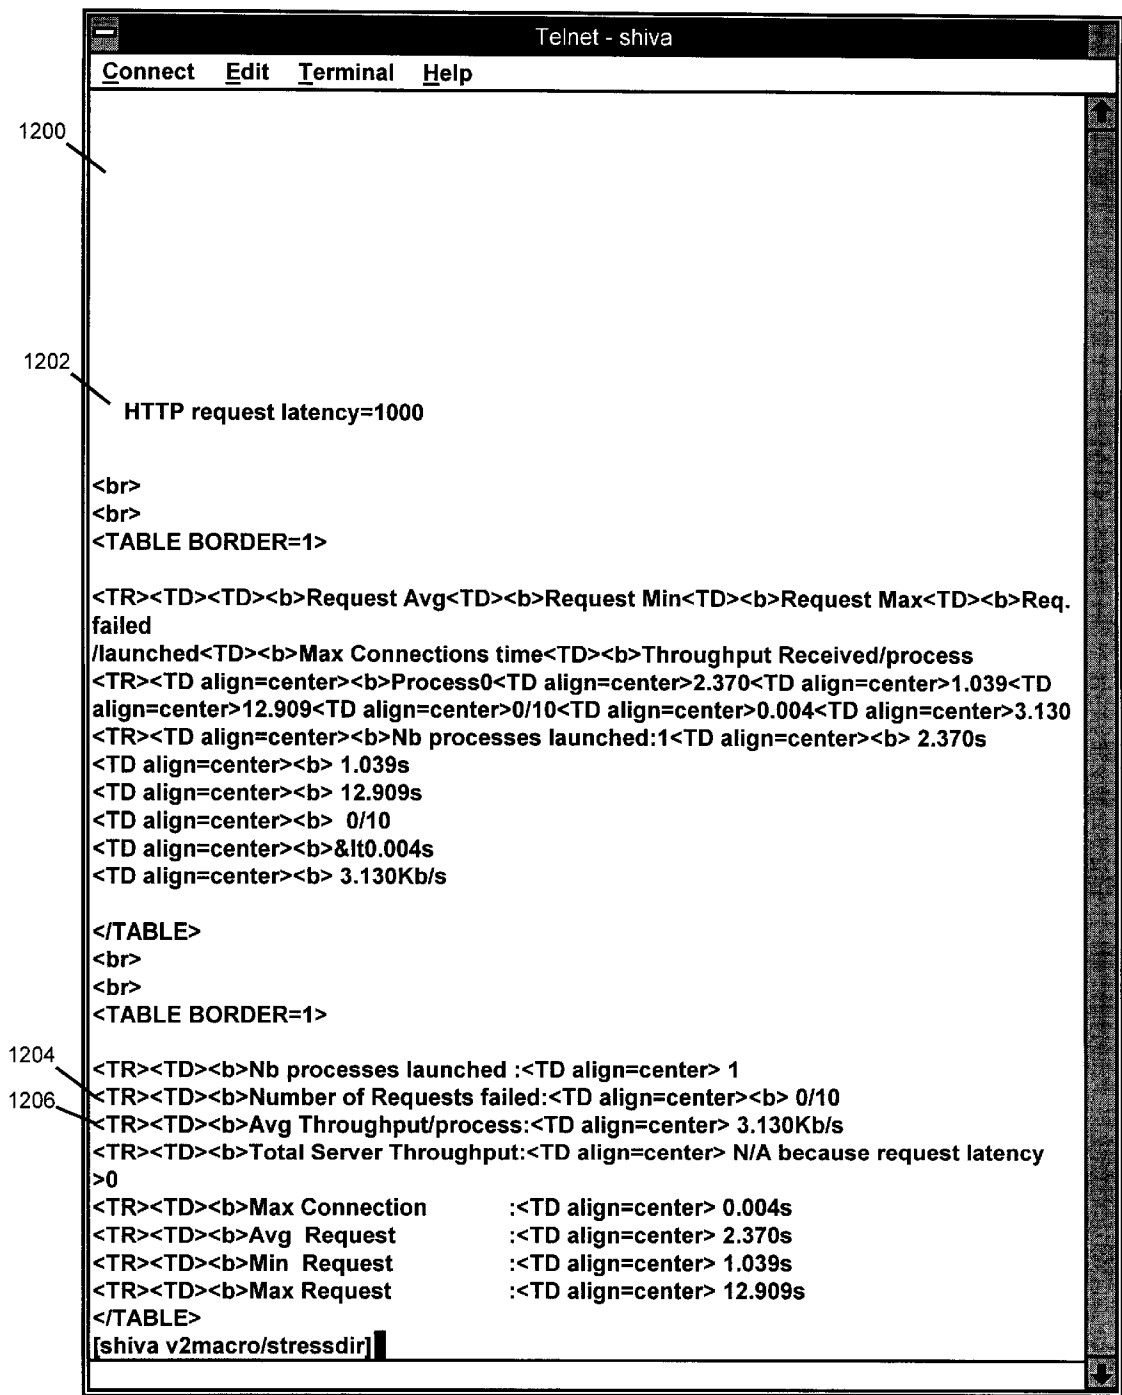 Telnet - shiva
Connect Edit Terminal Help
1200
1202
HTTP request latency=1000
<br>
<br>
<TABLE BORDER=1>
<TR><TD><TD><b>Request Avg<TD><b>Request Min<TD><b>Request Max<TD><b>Req.
failed
/launched<TD><b>Max Connections time<TD><b>Throughput Received/process
<TR><TD align=center><b>Process0<TD align=center>2.370<TD align=center>1.039<TD
align=center>12.909<TD align=center>0/10<TD align=center>0.004<TD align=center>3.130
<TR><TD align=center><b>Nb processes launched:1<TD align=center><b> 2.370s
<TD align=center><b> 1.039s
<TD align=center><b> 12.909s
<TD align=center><b> 0/10
<TD align=center><b>&lt0.004s
<TD align=center><b> 3.130Kb/s
</TABLE>
<br>
<br>
<TABLE BORDER=1>
<TR><TD><b>Nb processes launched :<TD align=center> 1
1204
<TR><TD><b>Number of Requests failed:<TD align=center><b> 0/10
1206
<TR><TD><b>Avg Throughput/process:<TD align=center> 3.130Kb/s
<TR><TD><b>Total Server Throughput:<TD align=center> N/A because request latency
>0
<TR><TD><b>Max Connection :<TD align=center> 0.004s
<TR><TD><b>Avg Request :<TD align=center> 2.370s
<TR><TD><b>Min Request :<TD align=center> 1.039s
<TR><TD><b>Max Request :<TD align=center> 12.909s
</TABLE>
[shiva v2macro/stressdir]